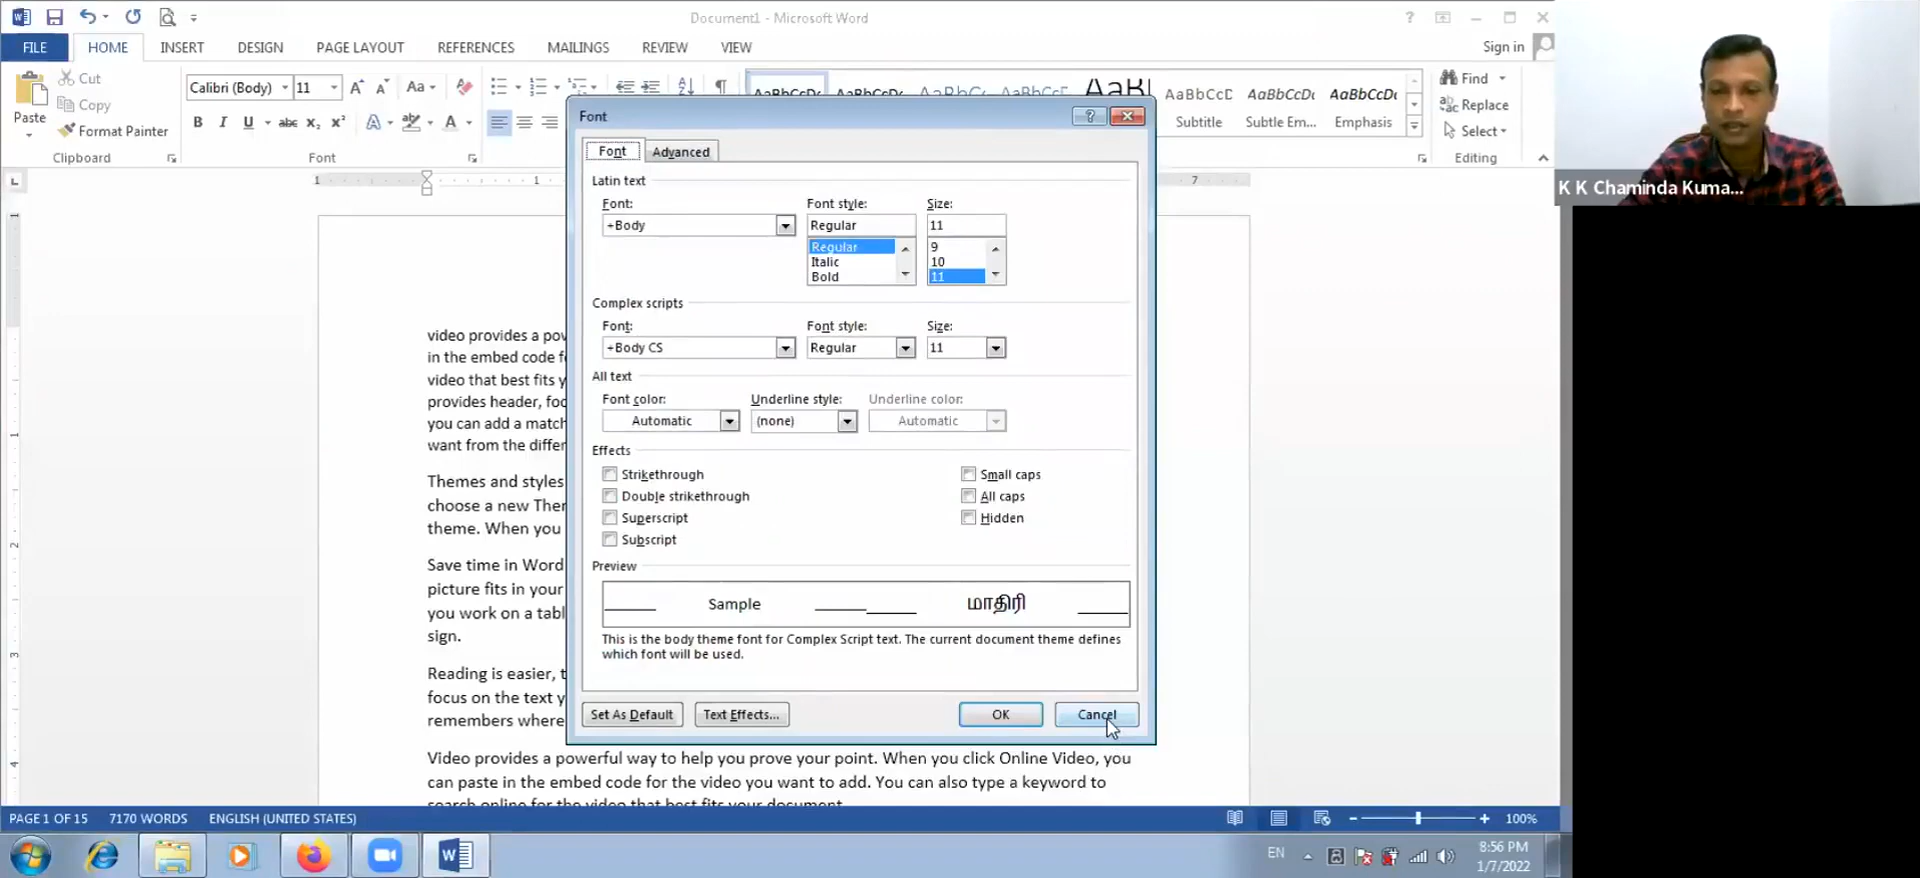 Document1 - Microsoft Word
FILE HOME INSERT DESIGN PAGE LAYOUT REFERENCES MAILINGS REVIEW VIEW Sign in
Paste
Cut
Copy
Format Painter
Clipboard
Calibri (Body) 11
Font
Subtitle
Subtle Em...
Emphasis
Find
Replace
Select
Editing
K K Chaminda Kuma...
Font
Font Advanced
Latin text
Font: Font style: Size:
+Body Regular 11
Regular 9
Italic 10
Bold 11
Complex scripts
Font: Font style: Size:
+Body CS Regular 11
All text
Font color: Underline style: Underline color:
Automatic (none) Automatic
Effects
Strikethrough Small caps
Double strikethrough All caps
Superscript Hidden
Subscript
Preview
Sample மாதிரி
This is the body theme font for Complex Script text. The current document theme defines
which font will be used.
Set As Default Text Effects... OK Cancel
video provides a
in the embed code
video that best fits
provides header,
you can add a
want from the
Themes and styles
choose a new
theme. When you
Save time in Word
picture fits in your
you work on a
sign.
Reading is easier,
focus on the text
remembers where
Video provides a powerful way to help you prove your point. When you click Online Video, you
can paste in the embed code for the video you want to add. You can also type a keyword to
search online for the video that best fits your document.
PAGE 1 OF 15 7170 WORDS ENGLISH (UNITED STATES) 100%
EN 8:56 PM
1/7/2022